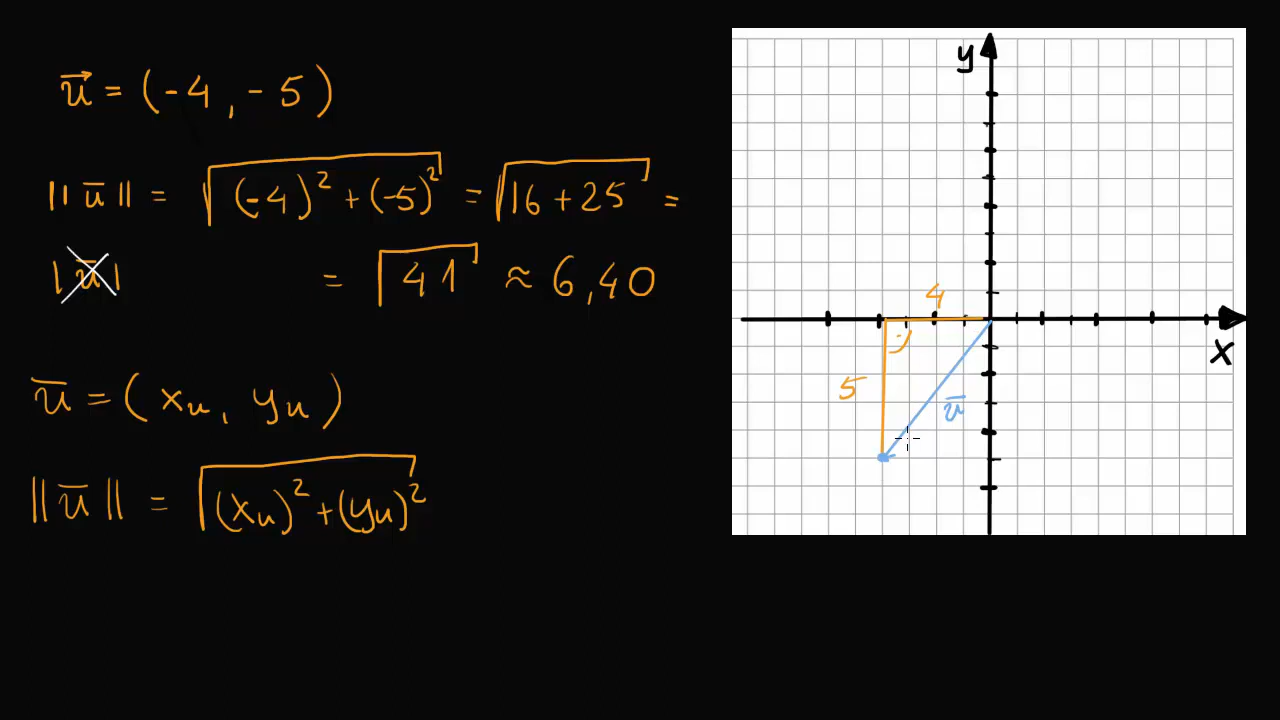 u⃗ = (-4, -5)
||u̅|| = √((-4)² + (-5)²) = √(16 + 25) =
|u̅| = √41 ≈ 6,40
u̅ = (xᵤ, yᵤ)
||u̅|| = √((xᵤ)² + (yᵤ)²)
y
4
x
5
u̅